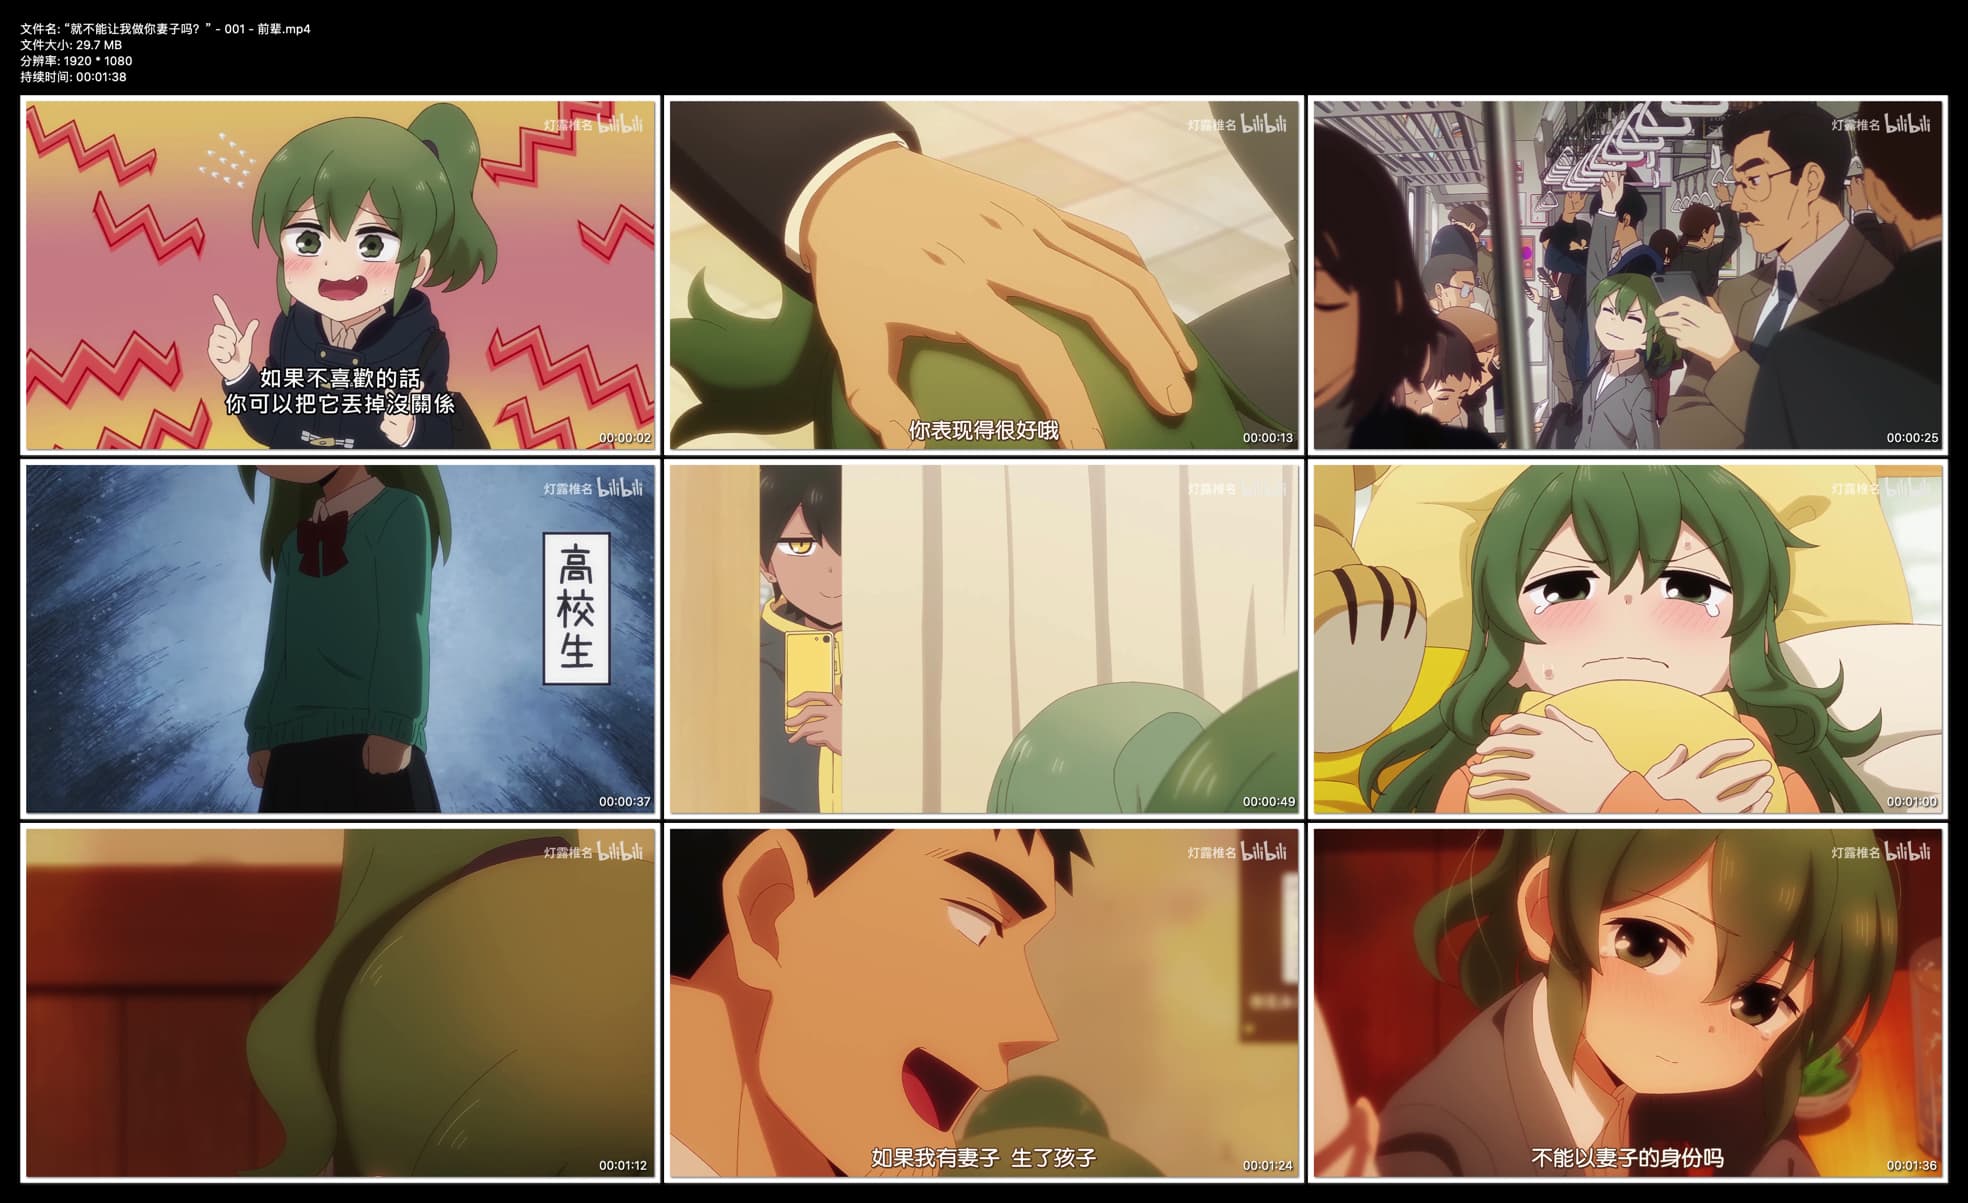 文件名: “就不能让我做你妻子吗？” - 001 - 前辈.mp4
文件大小: 29.7 MB
分辨率: 1920 * 1080
持续时间: 00:01:38
灯露椎名 bilibili
如果不喜歡的話
你可以把它丟掉沒關係
00:00:02
灯露椎名 bilibili
你表现得很好哦
00:00:13
灯露椎名 bilibili
00:00:25
灯露椎名 bilibili
高校生
00:00:37
灯露椎名 bilibili
00:00:49
灯露椎名 bilibili
00:01:00
灯露椎名 bilibili
00:01:12
灯露椎名 bilibili
如果我有妻子 生了孩子
00:01:24
灯露椎名 bilibili
不能以妻子的身份吗
00:01:36